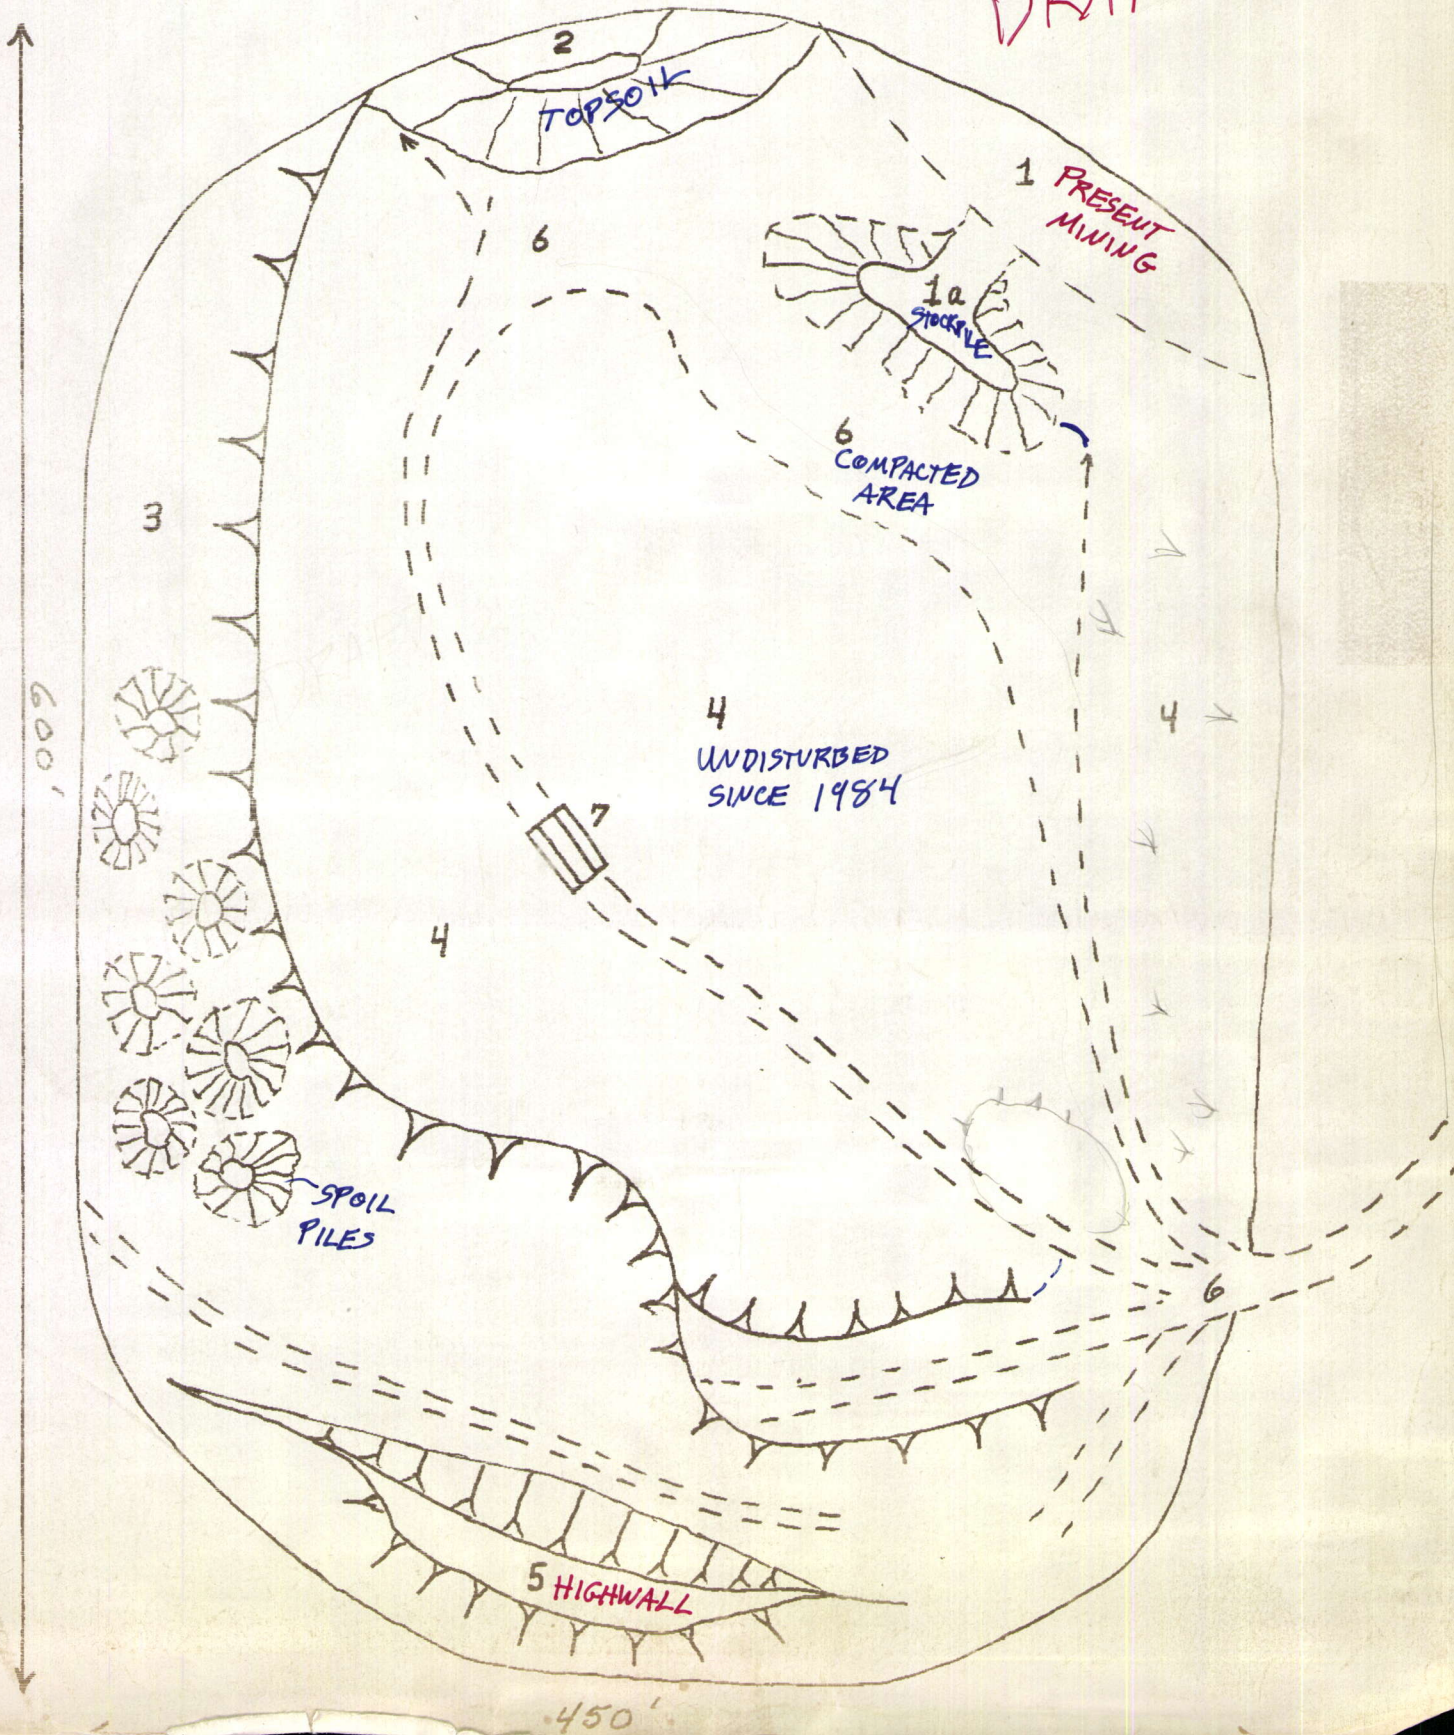 2
TOPSOIL
1 PRESENT
MINING
6
1a
STOCKPILE
6
COMPACTED
AREA
3
600'
4
UNDISTURBED
SINCE 1984
4
7
4
SPOIL
PILES
6
5 HIGHWALL
450'